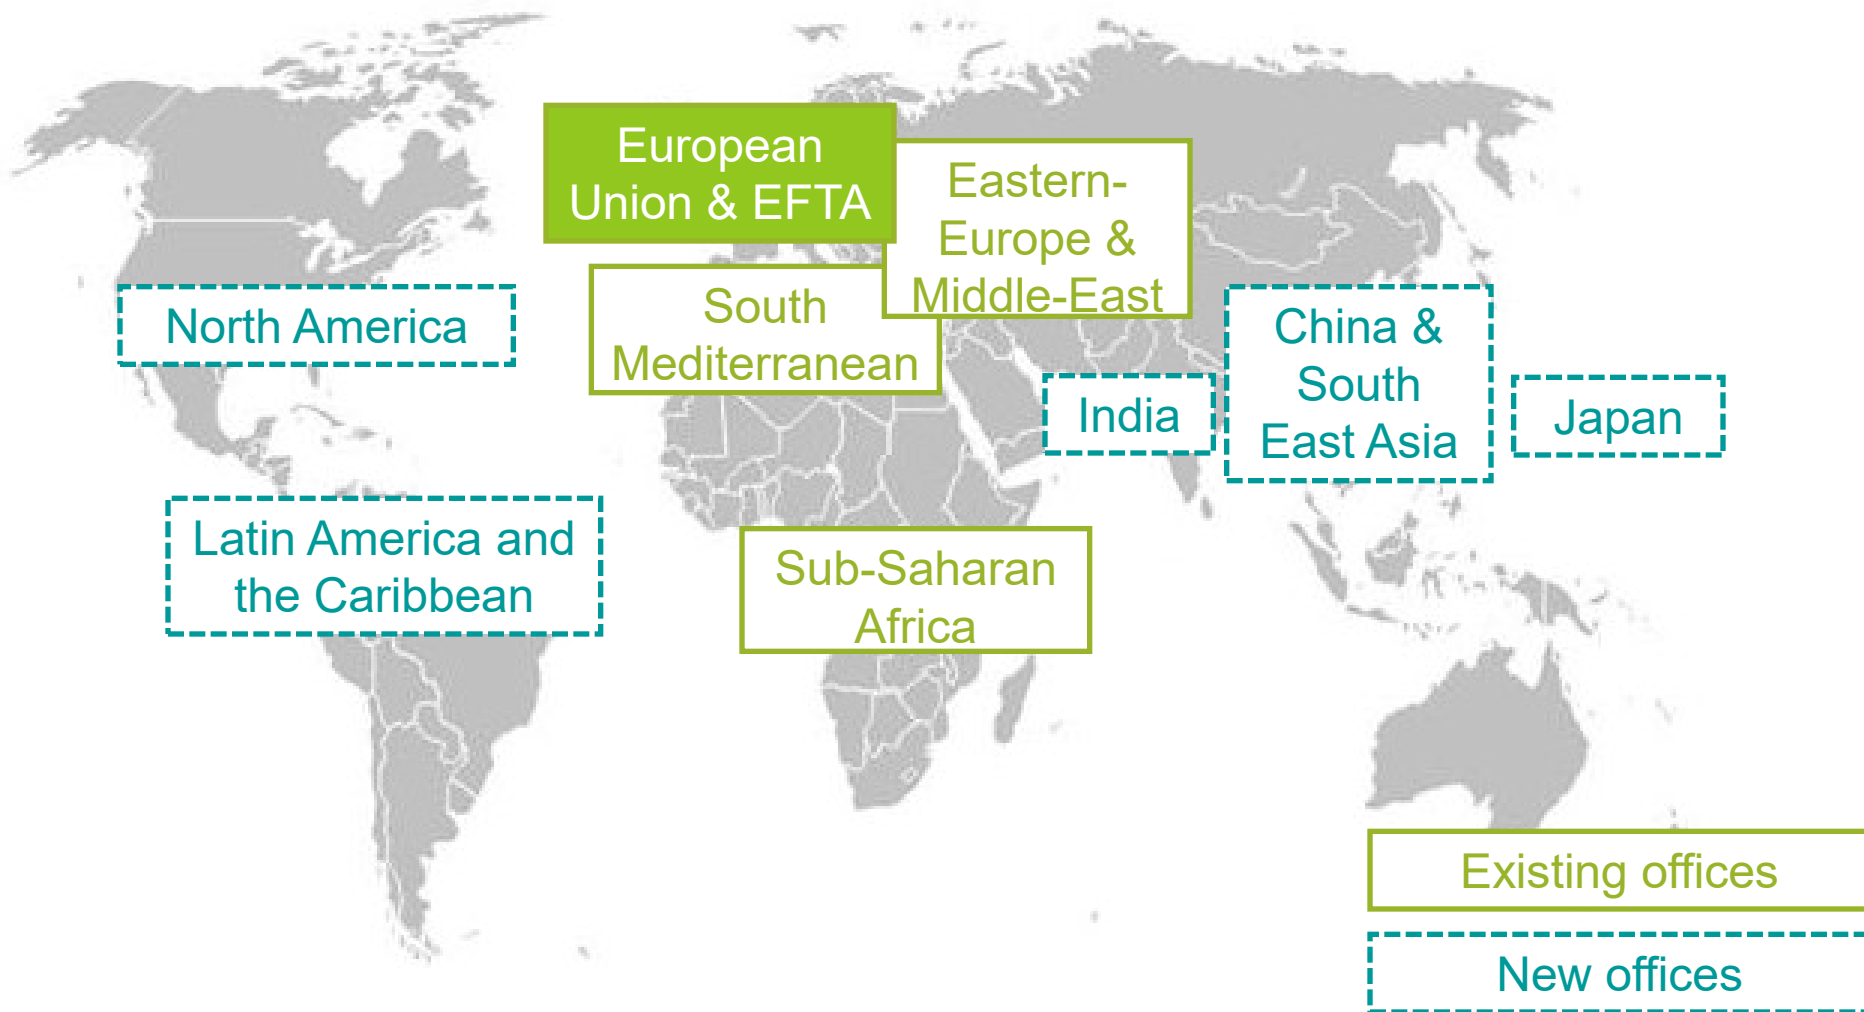 European
Union & EFTA
Eastern-
Europe &
Middle-East
South
Mediterranean
North America
China &
South
East Asia
India
Japan
Latin America and
the Caribbean
Sub-Saharan
Africa
Existing offices
New offices